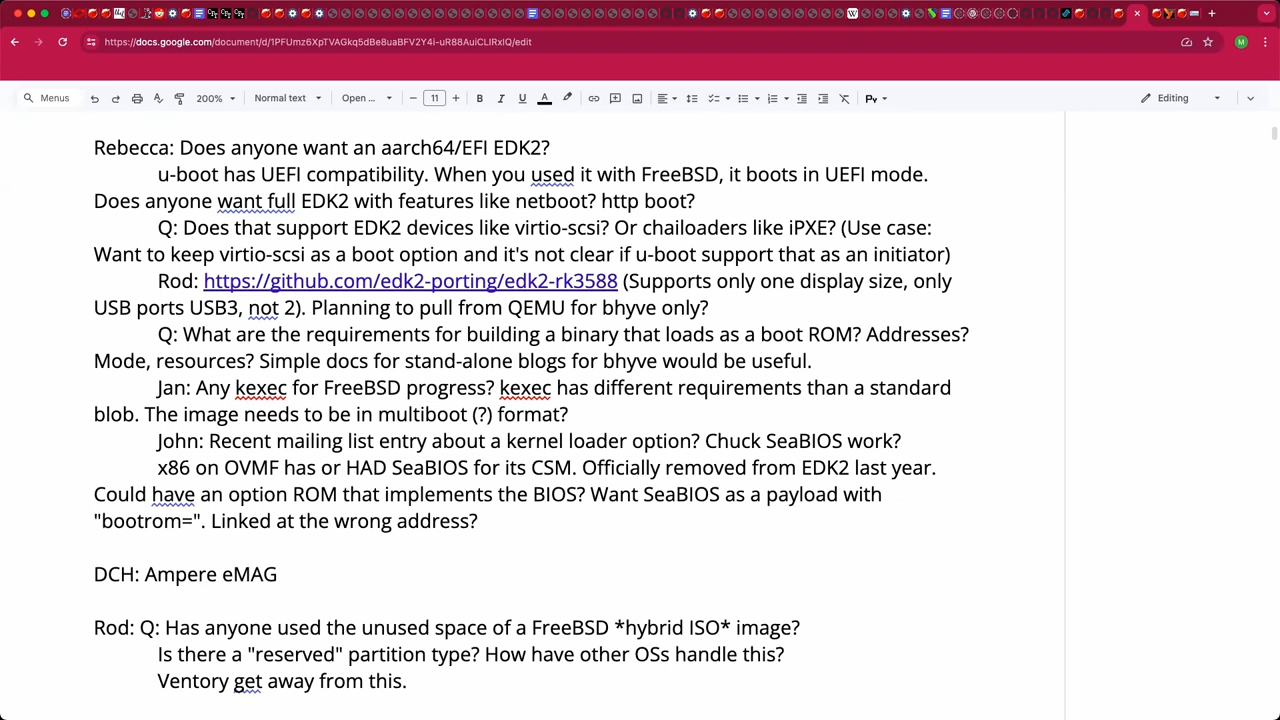 https://docs.google.com/document/d/1PFUmz6XpTVAGkq5dBe8uaBFV2Y4i-uR88AuiCLIRxIQ/edit
M
Menus
200%
Normal text
Open ...
11
Editing
Rebecca: Does anyone want an aarch64/EFI EDK2?
u-boot has UEFI compatibility. When you used it with FreeBSD, it boots in UEFI mode.
Does anyone want full EDK2 with features like netboot? http boot?
Q: Does that support EDK2 devices like virtio-scsi? Or chailoaders like iPXE? (Use case:
Want to keep virtio-scsi as a boot option and it's not clear if u-boot support that as an initiator)
Rod: https://github.com/edk2-porting/edk2-rk3588 (Supports only one display size, only
USB ports USB3, not 2). Planning to pull from QEMU for bhyve only?
Q: What are the requirements for building a binary that loads as a boot ROM? Addresses?
Mode, resources? Simple docs for stand-alone blogs for bhyve would be useful.
Jan: Any kexec for FreeBSD progress? kexec has different requirements than a standard
blob. The image needs to be in multiboot (?) format?
John: Recent mailing list entry about a kernel loader option? Chuck SeaBIOS work?
x86 on OVMF has or HAD SeaBIOS for its CSM. Officially removed from EDK2 last year.
Could have an option ROM that implements the BIOS? Want SeaBIOS as a payload with
"bootrom=". Linked at the wrong address?
DCH: Ampere eMAG
Rod: Q: Has anyone used the unused space of a FreeBSD *hybrid ISO* image?
Is there a "reserved" partition type? How have other OSs handle this?
Ventory get away from this.